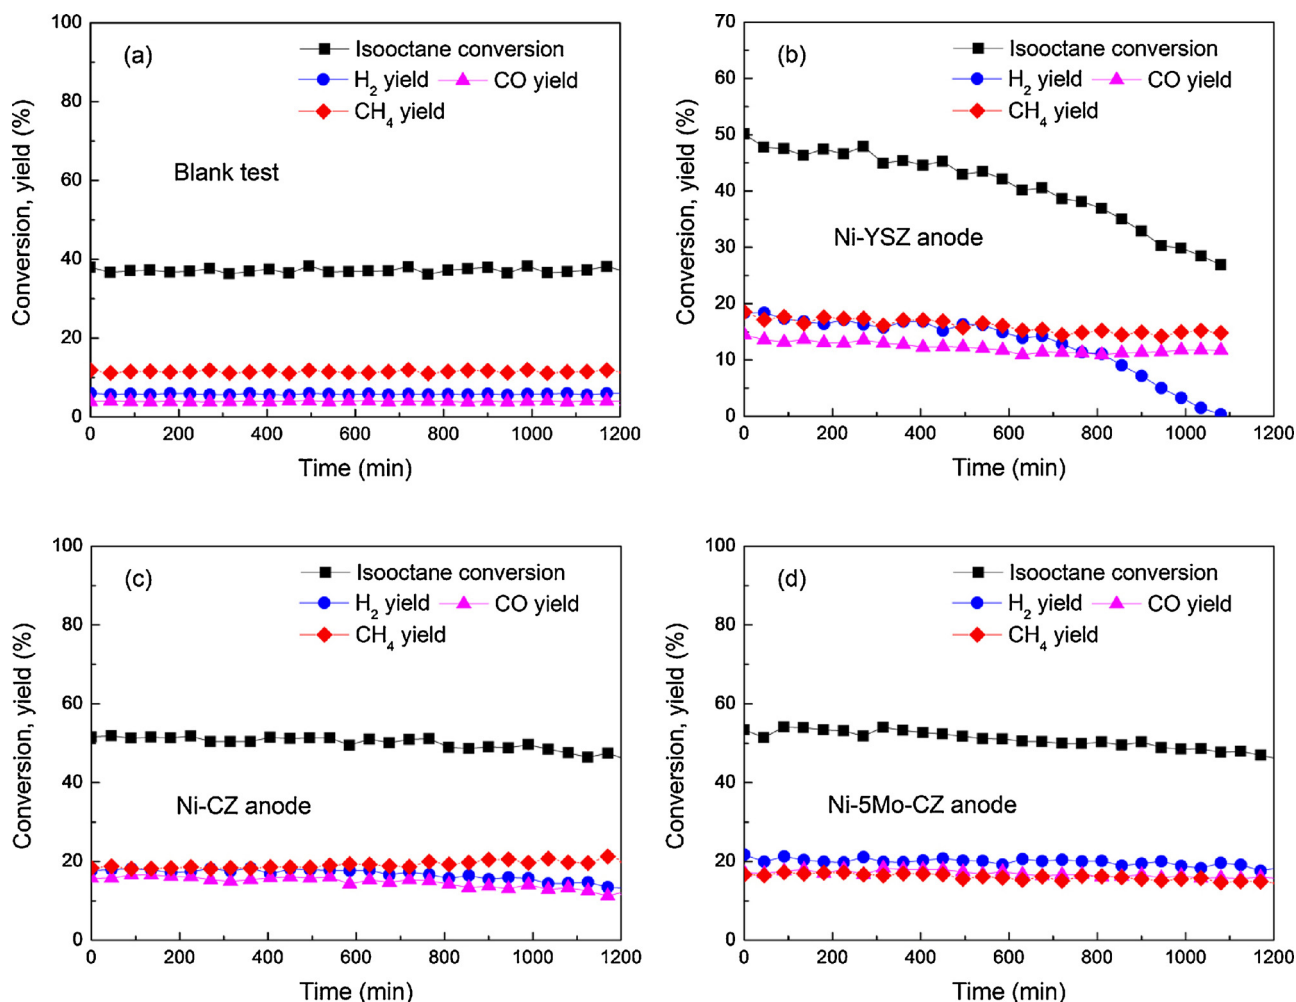 (a)
Isooctane conversion
H2 yield CO yield
CH4 yield
Blank test
Conversion, yield (%)
100
80
60
40
20
0
0 200 400 600 800 1000 1200
Time (min)
(b)
Isooctane conversion
H2 yield CO yield
CH4 yield
Ni-YSZ anode
Conversion, yield (%)
70
60
50
40
30
20
10
0
0 200 400 600 800 1000 1200
Time (min)
(c)
Isooctane conversion
H2 yield CO yield
CH4 yield
Ni-CZ anode
Conversion, yield (%)
100
80
60
40
20
0
0 200 400 600 800 1000 1200
Time (min)
(d)
Isooctane conversion
H2 yield CO yield
CH4 yield
Ni-5Mo-CZ anode
Conversion, yield (%)
100
80
60
40
20
0
0 200 400 600 800 1000 1200
Time (min)